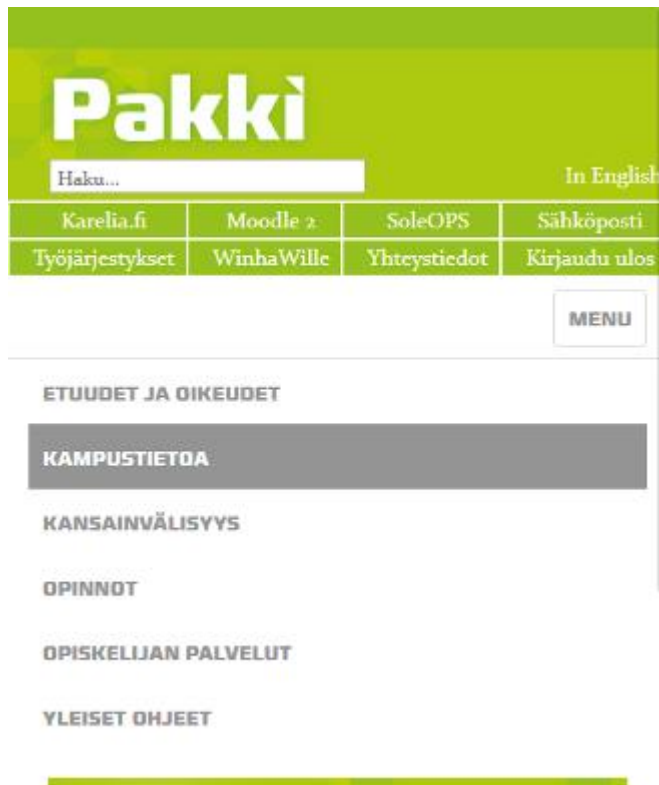 Pakkì
Haku...
In English
Karelia.fi Moodle 2 SoleOPS Sähköposti
Työjärjestykset WinhaWille Yhteystiedot Kirjaudu ulos
MENU
ETUUDET JA OIKEUDET
KAMPUSTIETOA
KANSAINVÄLISYYS
OPINNOT
OPISKELIJAN PALVELUT
YLEISET OHJEET